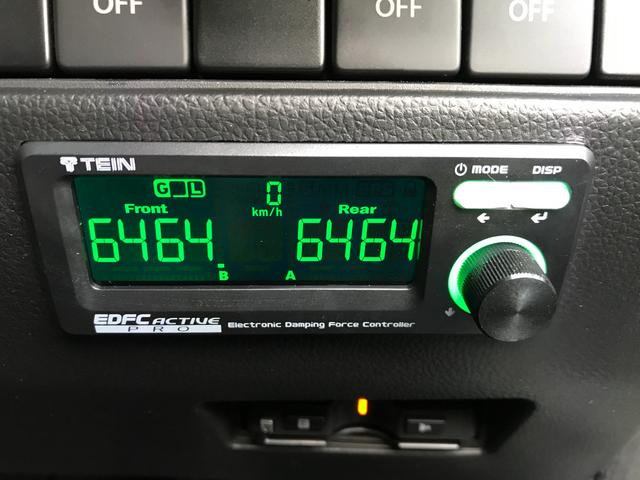 OFF OFF OFF
TEIN
MODE DISP
G L 0
km/h
Front Rear
6464 6464
B A
EDFC ACTIVE
PRO
Electronic Damping Force Controller